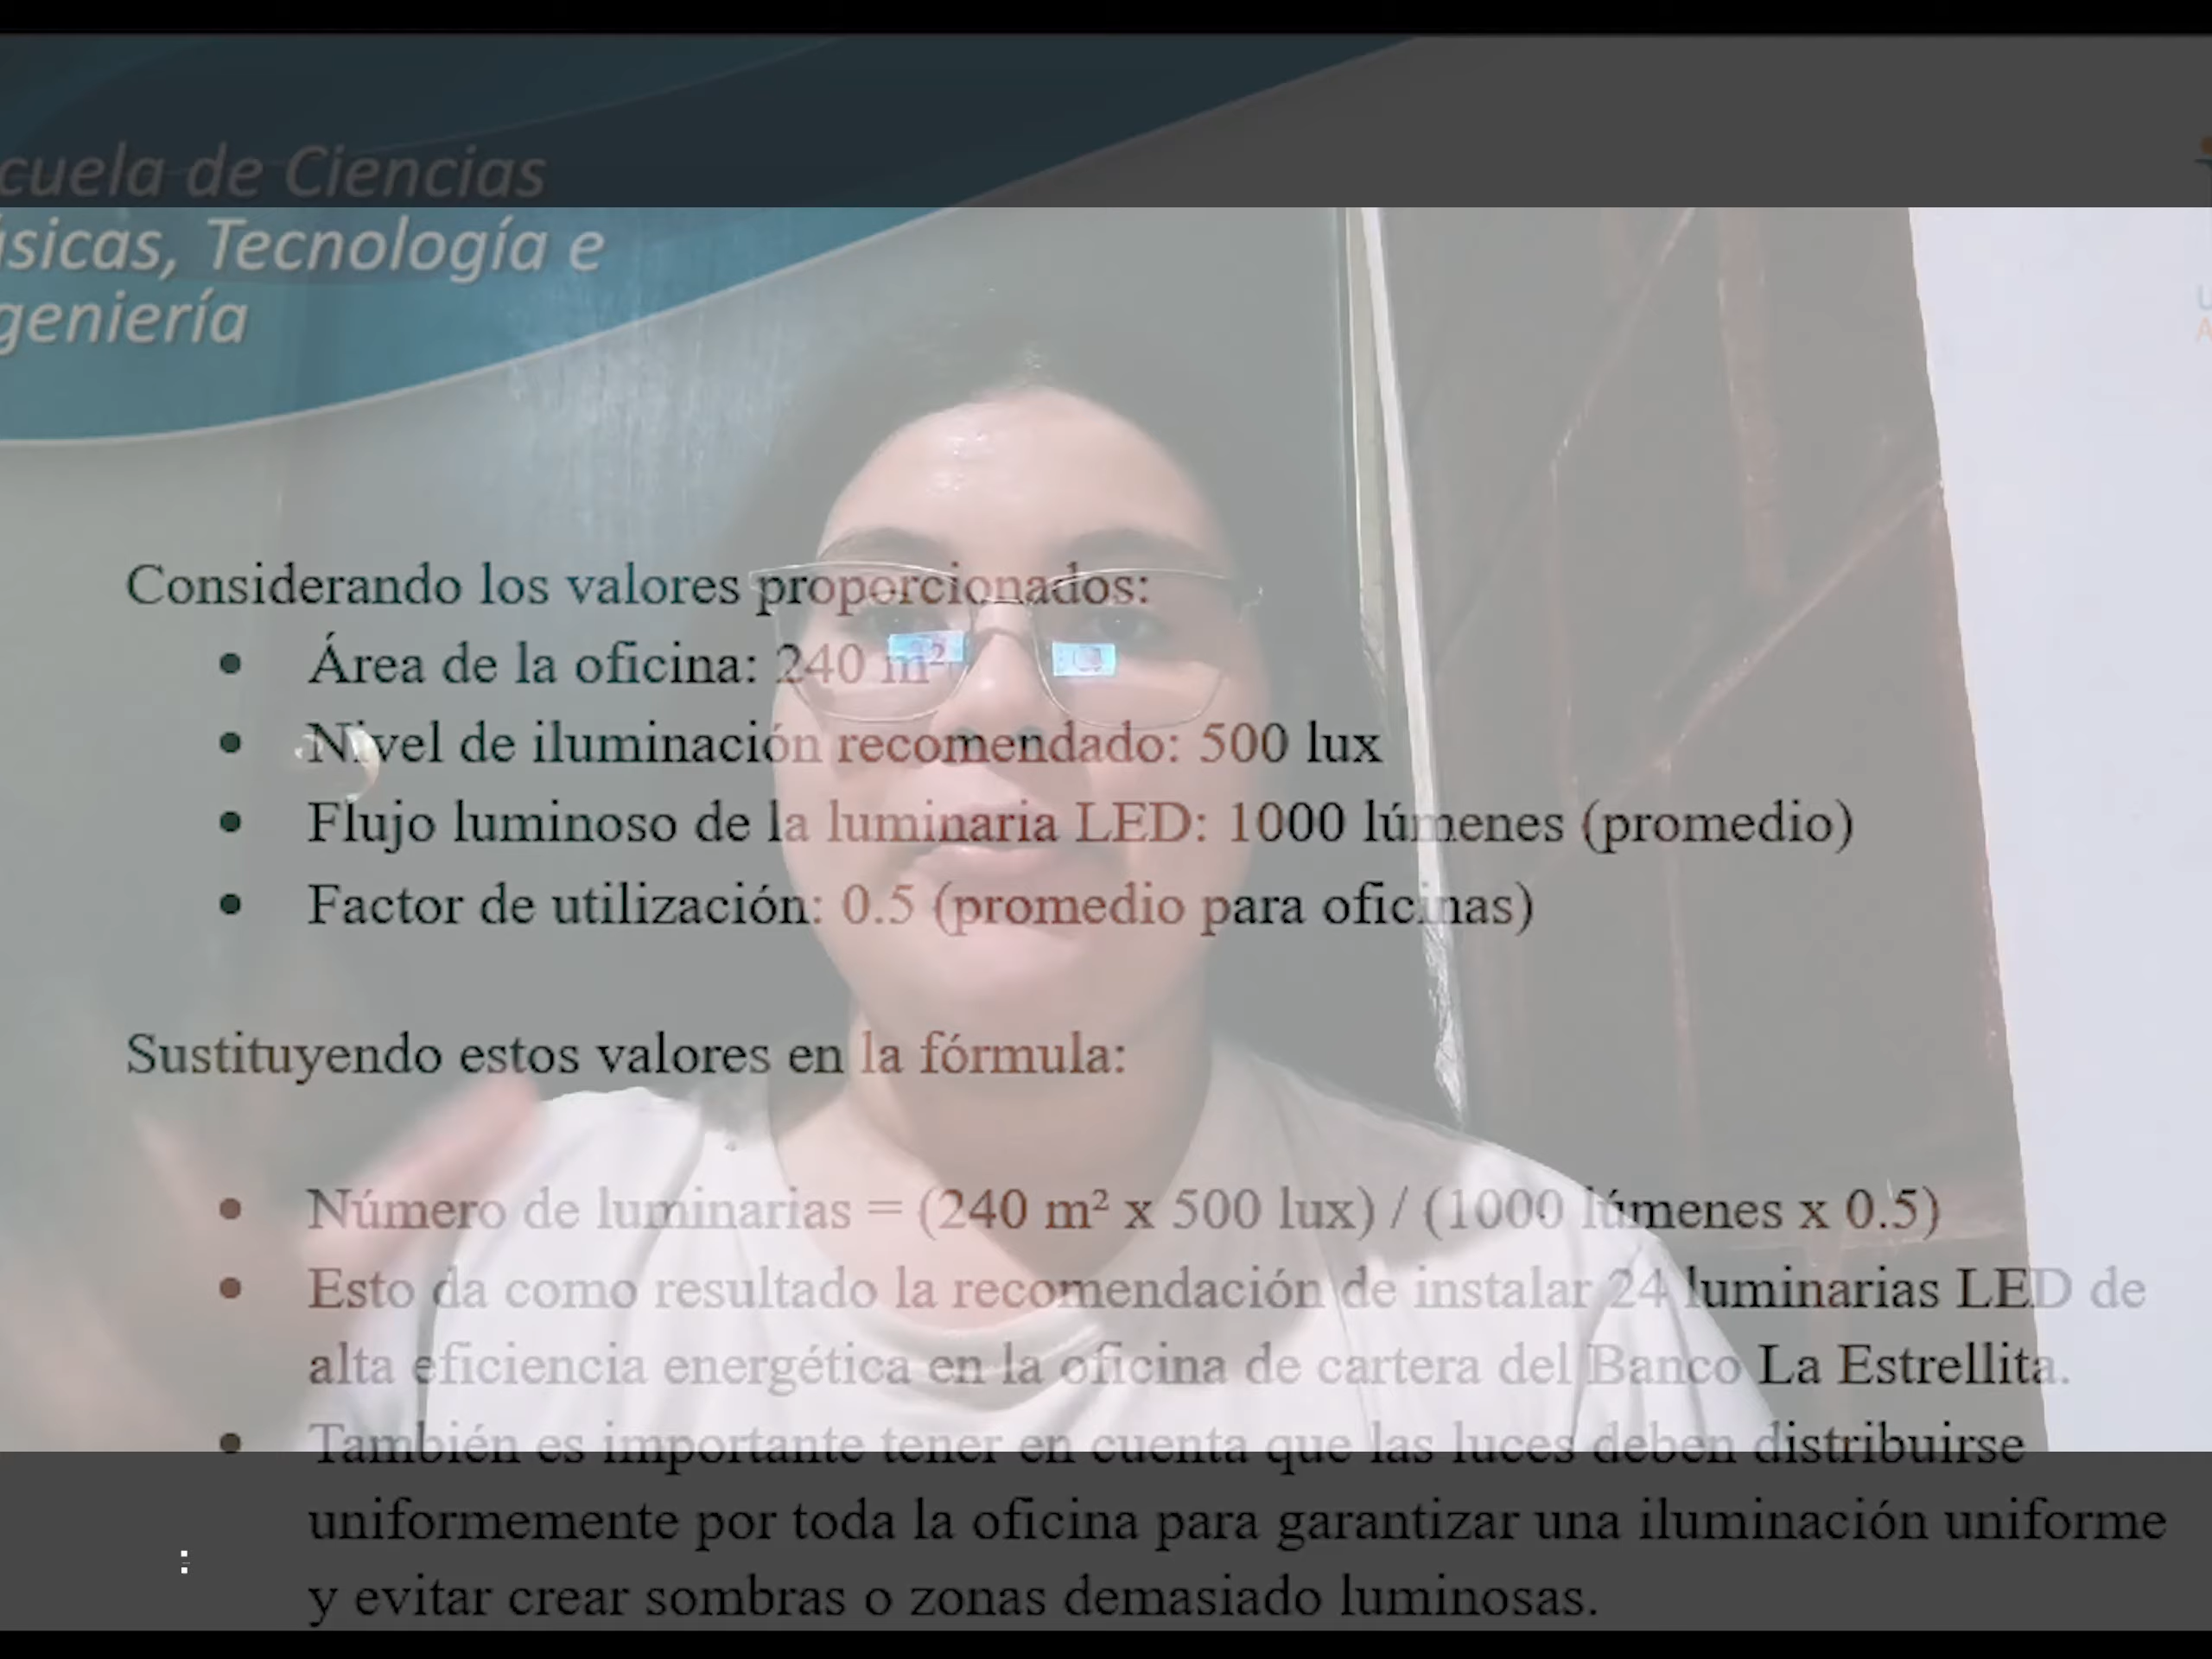 cuela de Ciencias
ásicas, Tecnología e
geniería
Considerando los valores proporcionados:
• Área de la oficina: 240 m²
• Nivel de iluminación recomendado: 500 lux
• Flujo luminoso de la luminaria LED: 1000 lúmenes (promedio)
• Factor de utilización: 0.5 (promedio para oficinas)
Sustituyendo estos valores en la fórmula:
• Número de luminarias = (240 m² x 500 lux) / (1000 lúmenes x 0.5)
• Esto da como resultado la recomendación de instalar 24 luminarias LED de
alta eficiencia energética en la oficina de cartera del Banco La Estrellita.
• También es importante tener en cuenta que las luces deben distribuirse
uniformemente por toda la oficina para garantizar una iluminación uniforme
y evitar crear sombras o zonas demasiado luminosas.
: